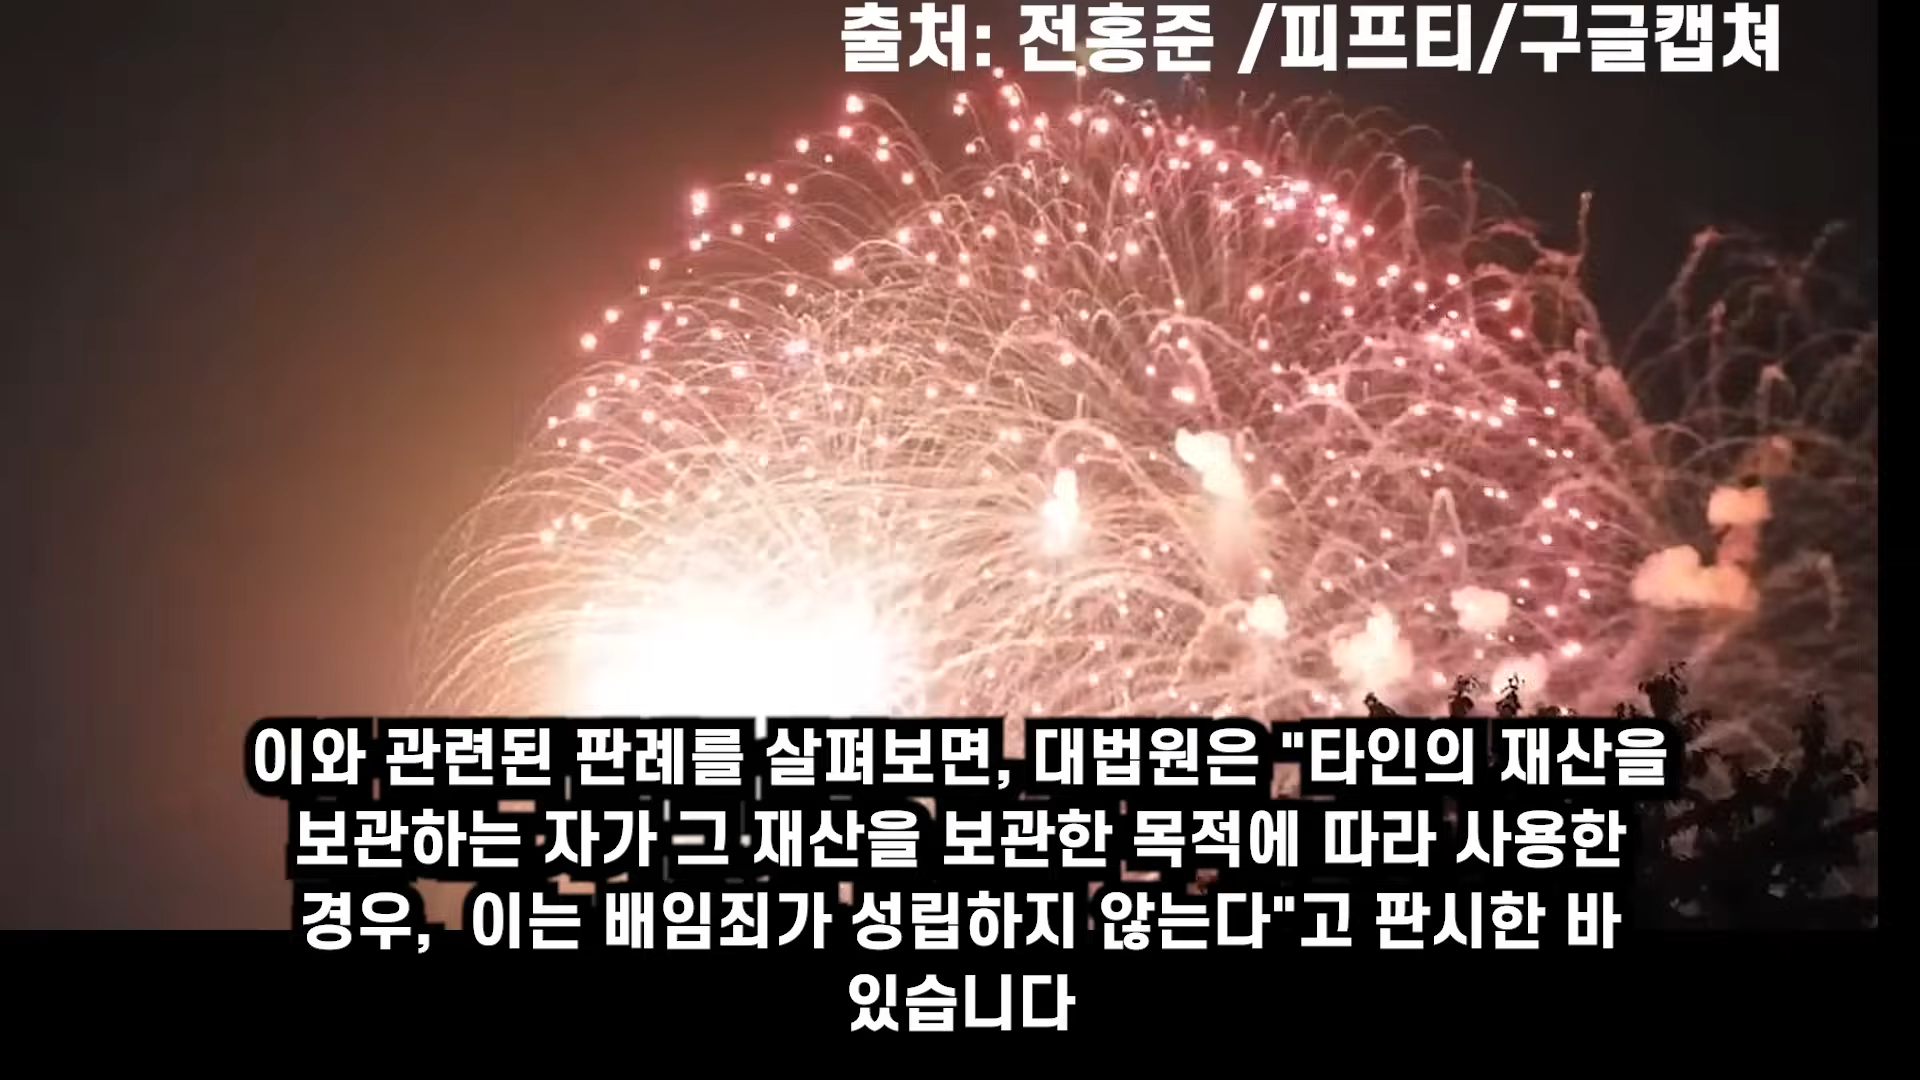 출처: 전홍준 /피프티/구글캡쳐
이와 관련된 판례를 살펴보면, 대법원은 "타인의 재산을
보관하는 자가 그 재산을 보관한 목적에 따라 사용한
경우,  이는 배임죄가 성립하지 않는다"고 판시한 바
있습니다